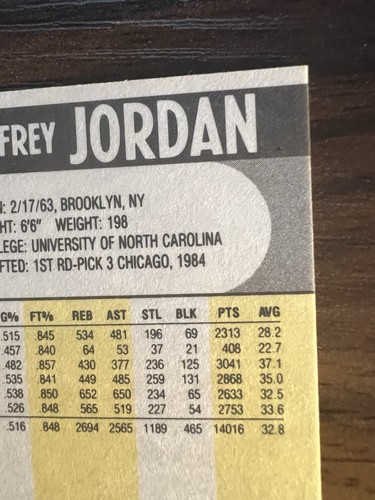 FREY JORDAN
N: 2/17/63, BROOKLYN, NY
HT: 6'6" WEIGHT: 198
LEGE: UNIVERSITY OF NORTH CAROLINA
FTED: 1ST RD-PICK 3 CHICAGO, 1984
G% FT% REB AST STL BLK PTS AVG
.515 .845 534 481 196 69 2313 28.2
.457 .840 64 53 37 21 408 22.7
.482 .857 430 377 236 125 3041 37.1
.535 .841 449 485 259 131 2868 35.0
.538 .850 652 650 234 65 2633 32.5
.526 .848 565 519 227 54 2753 33.6
.516 .848 2694 2565 1189 465 14016 32.8